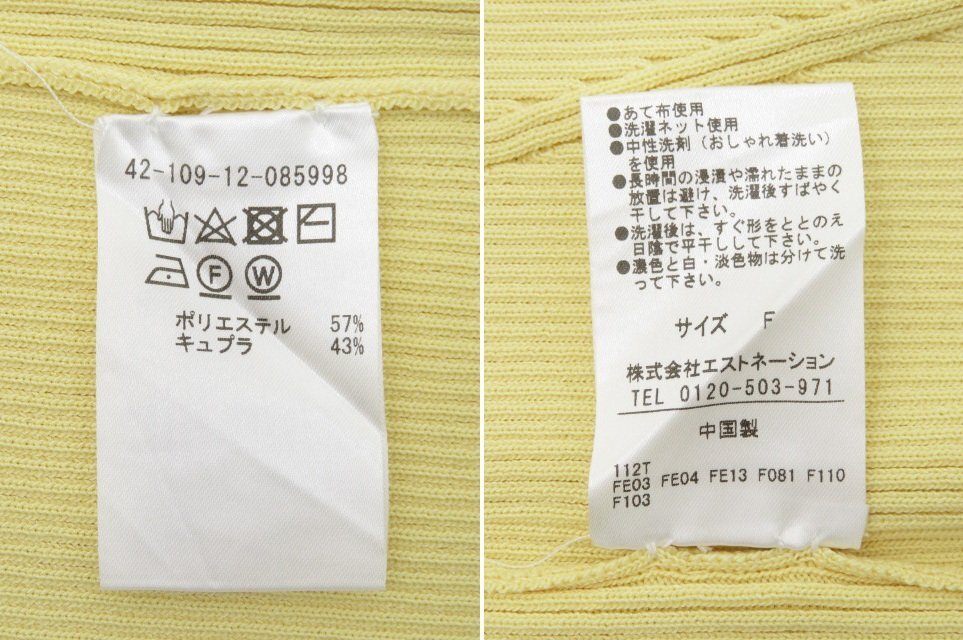 42-109-12-085998
F W
ポリエステル 57%
キュプラ 43%
●あて布使用
●洗濯ネット使用
●中性洗剤（おしゃれ着洗い）
を使用
●長時間の浸漬や濡れたままの
放置は避け、洗濯後すばやく
干して下さい。
●洗濯後は、すぐ形をととのえ
日陰で平干しして下さい。
●濃色と白・淡色物は分けて洗
って下さい。
サイズ F
株式会社エストネーション
TEL 0120-503-971
中国製
112T
FE03 FE04 FE13 F081 F110
F103